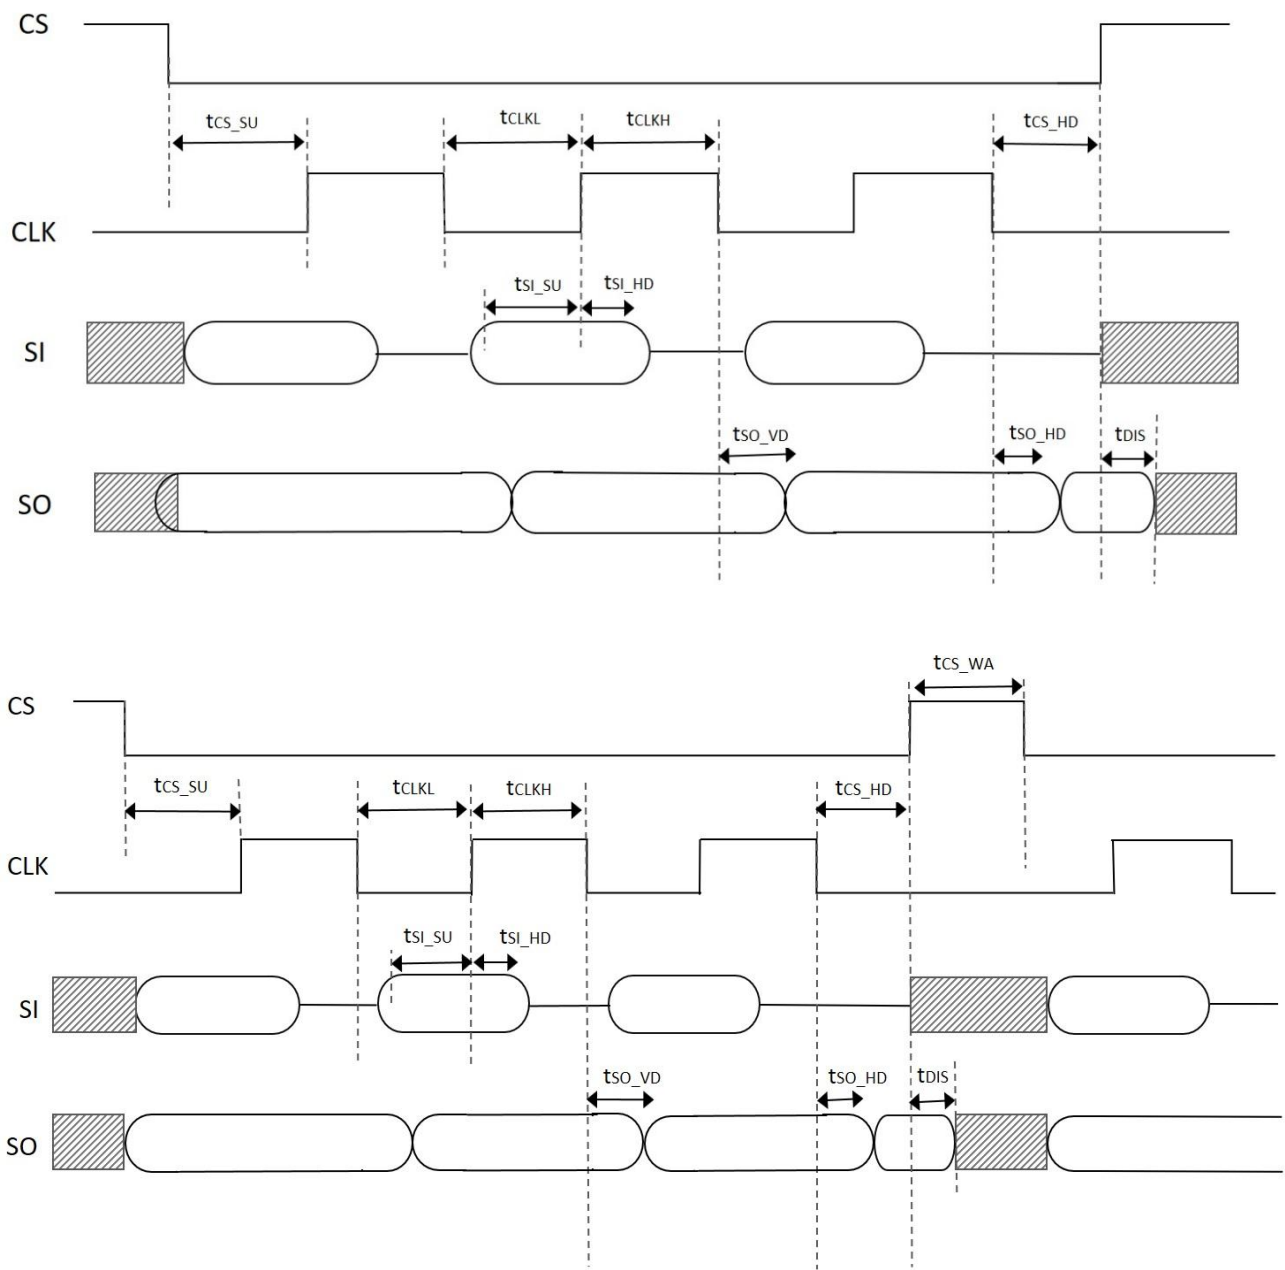 CS
tCS_SU
tCLKL
tCLKH
tCS_HD
CLK
tSI_SU
tSI_HD
SI
tSO_VD
tSO_HD
tDIS
SO
tCS_WA
CS
tCS_SU
tCLKL
tCLKH
tCS_HD
CLK
tSI_SU
tSI_HD
SI
tSO_VD
tSO_HD
tDIS
SO